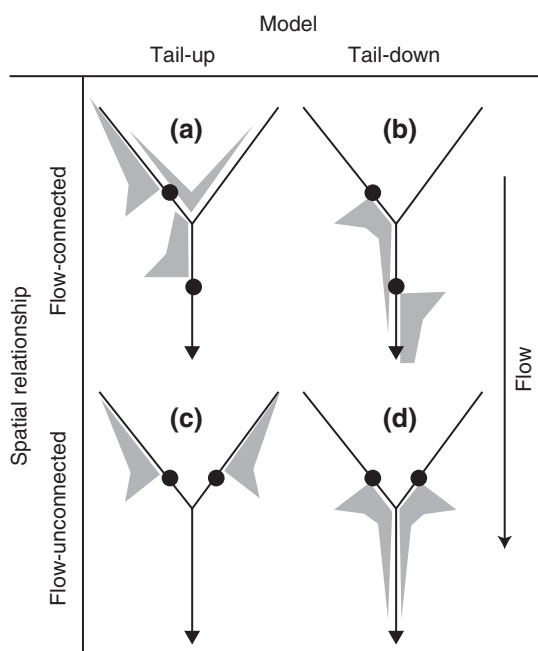 Model
Tail-up
Tail-down
(a)
(b)
Flow-connected
Spatial relationship
Flow
(c)
(d)
Flow-unconnected